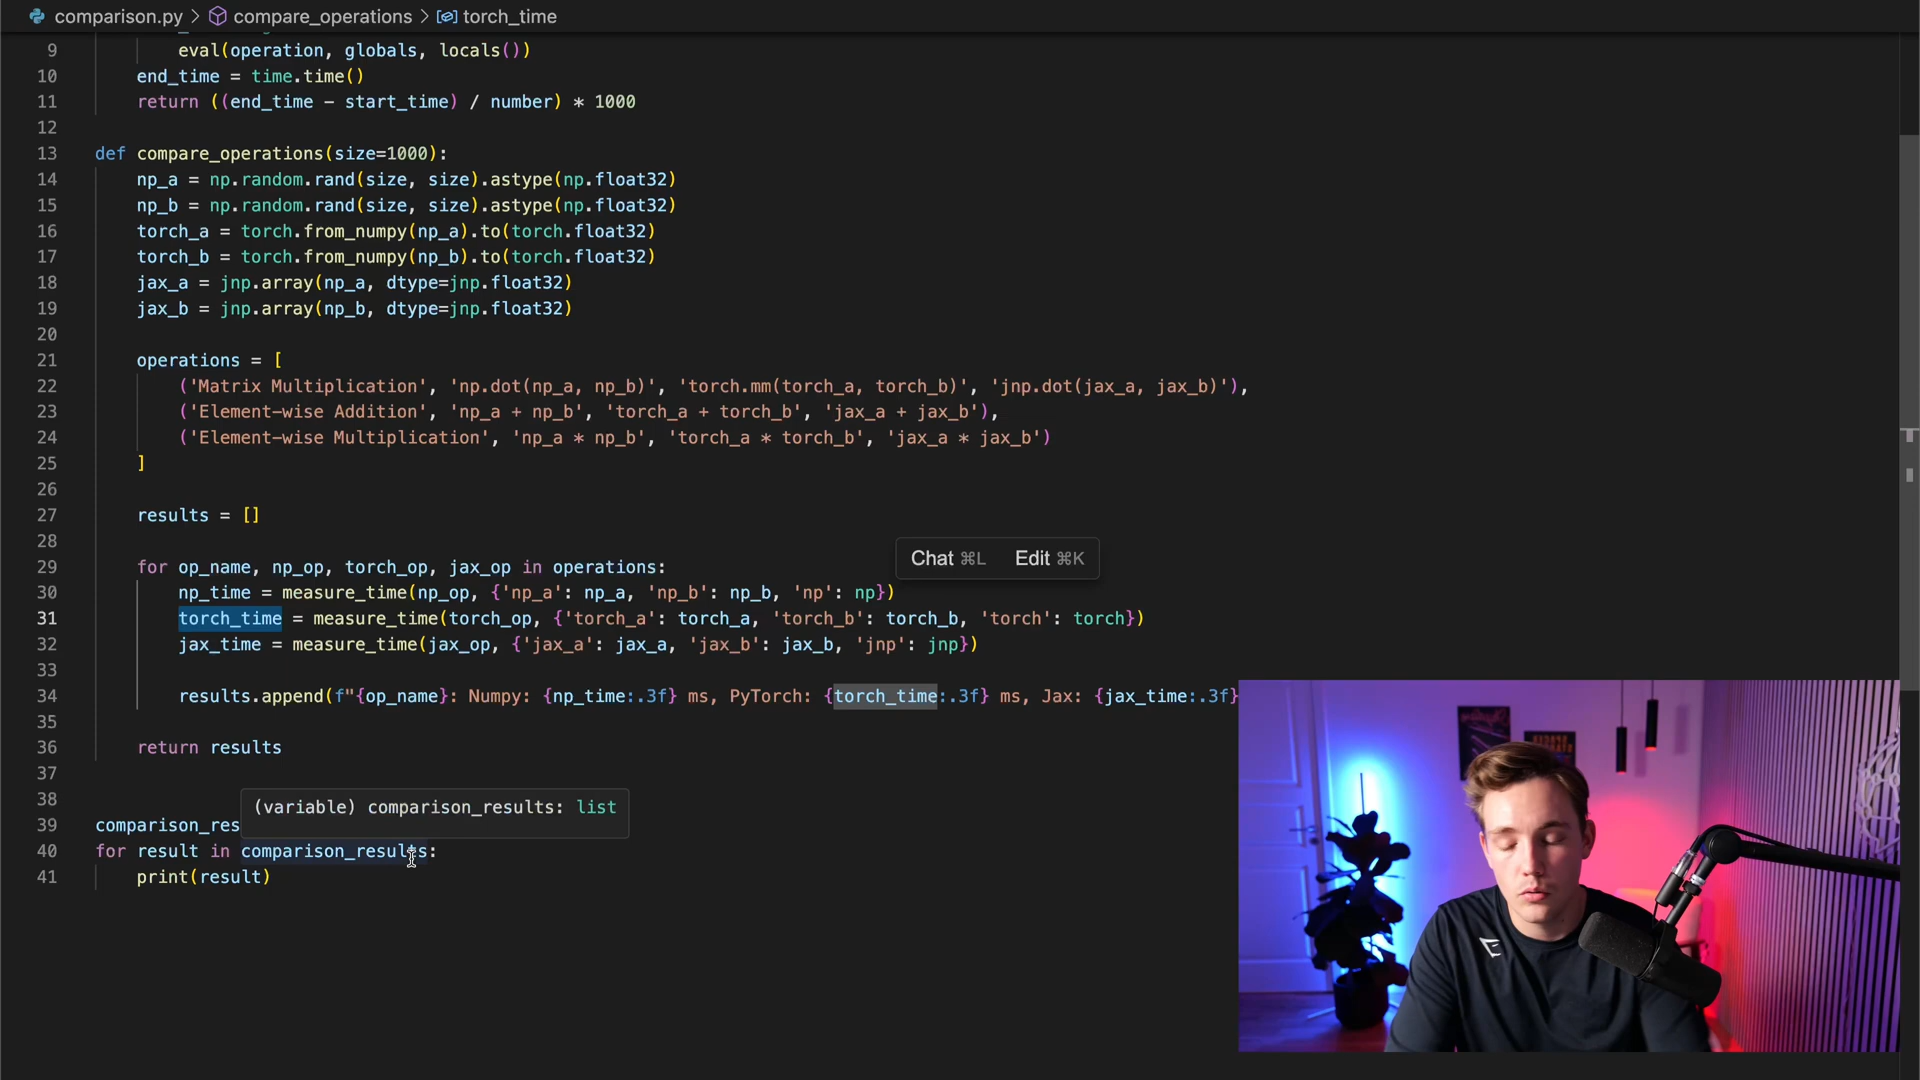 comparison.py > compare_operations > torch_time
9 eval(operation, globals, locals())
10 end_time = time.time()
11 return ((end_time - start_time) / number) * 1000
12
13 def compare_operations(size=1000):
14 np_a = np.random.rand(size, size).astype(np.float32)
15 np_b = np.random.rand(size, size).astype(np.float32)
16 torch_a = torch.from_numpy(np_a).to(torch.float32)
17 torch_b = torch.from_numpy(np_b).to(torch.float32)
18 jax_a = jnp.array(np_a, dtype=jnp.float32)
19 jax_b = jnp.array(np_b, dtype=jnp.float32)
20
21 operations = [
22 ('Matrix Multiplication', 'np.dot(np_a, np_b)', 'torch.mm(torch_a, torch_b)', 'jnp.dot(jax_a, jax_b)'),
23 ('Element-wise Addition', 'np_a + np_b', 'torch_a + torch_b', 'jax_a + jax_b'),
24 ('Element-wise Multiplication', 'np_a * np_b', 'torch_a * torch_b', 'jax_a * jax_b')
25 ]
26
27 results = []
28
Chat ⌘L Edit ⌘K
29 for op_name, np_op, torch_op, jax_op in operations:
30 np_time = measure_time(np_op, {'np_a': np_a, 'np_b': np_b, 'np': np})
31 torch_time = measure_time(torch_op, {'torch_a': torch_a, 'torch_b': torch_b, 'torch': torch})
32 jax_time = measure_time(jax_op, {'jax_a': jax_a, 'jax_b': jax_b, 'jnp': jnp})
33
34 results.append(f"{op_name}: Numpy: {np_time:.3f} ms, PyTorch: {torch_time:.3f} ms, Jax: {jax_time:.3f}
35
36 return results
37
38
(variable) comparison_results: list
39 comparison_res
40 for result in comparison_results:
41 print(result)